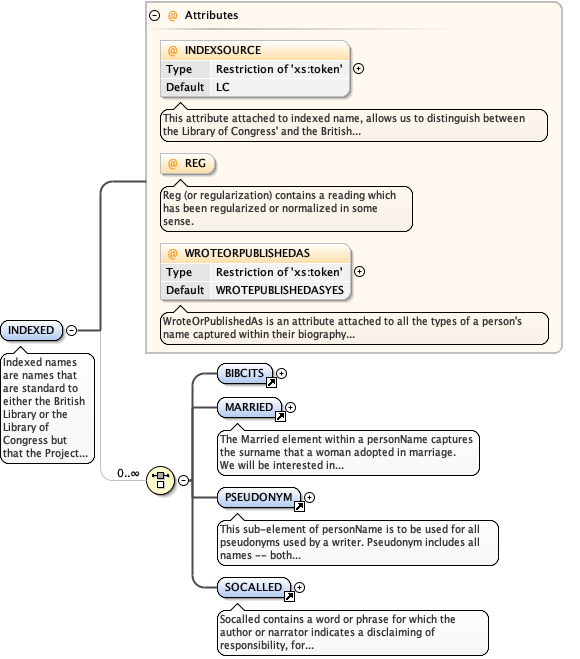 @ Attributes
@ INDEXSOURCE
Type Restriction of 'xs:token'
Default LC
This attribute attached to indexed name, allows us to distinguish between
the Library of Congress' and the British...
@ REG
Reg (or regularization) contains a reading which
has been regularized or normalized in some
sense.
@ WROTEORPUBLISHEDAS
Type Restriction of 'xs:token'
Default WROTEPUBLISHEDASYES
WroteOrPublishedAs is an attribute attached to all the types of a person's
name captured within their biography...
INDEXED
Indexed names
are names that
are standard to
either the British
Library or the
Library of
Congress but
that the Project...
0..∞
BIBCITS
MARRIED
The Married element within a personName captures
the surname that a woman adopted in marriage.
We will be interested in...
PSEUDONYM
This sub-element of personName is to be used for all
pseudonyms used by a writer. Pseudonym includes all
names -- both...
SOCALLED
Socalled contains a word or phrase for which the
author or narrator indicates a disclaiming of
responsibility, for...